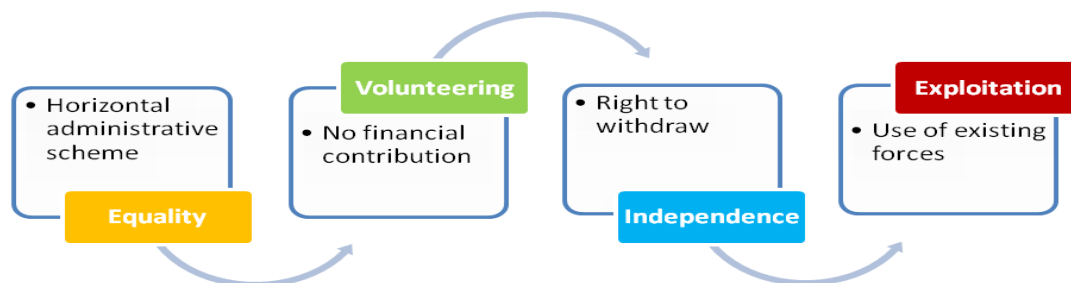 • Horizontal
administrative
scheme
Equality
Volunteering
• No financial
contribution
• Right to
withdraw
Independence
Exploitation
• Use of existing
forces